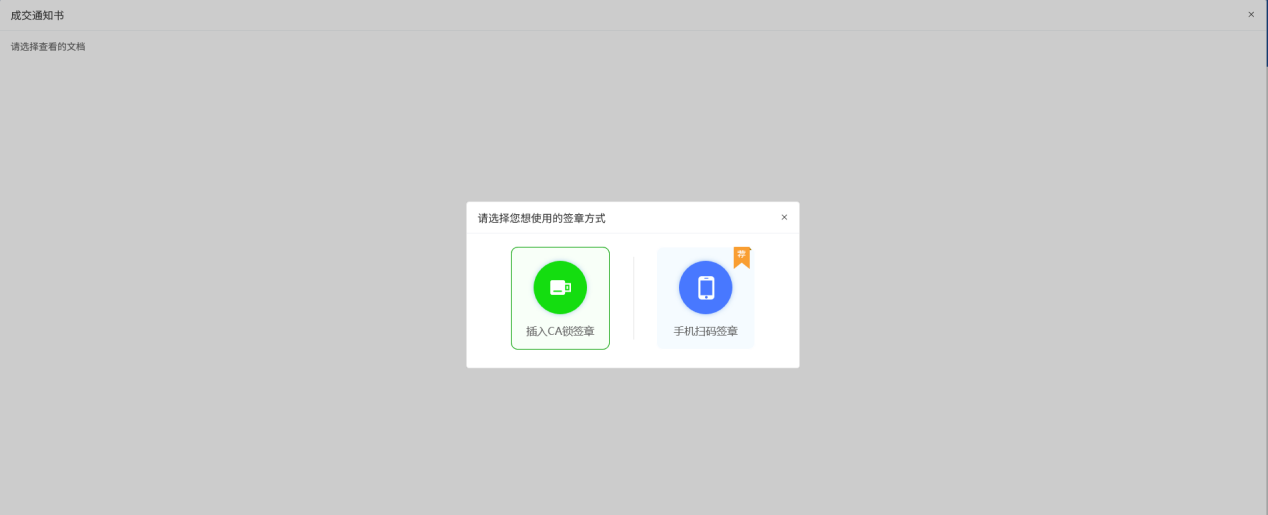 成交通知书
请选择查看的文档
请选择您想使用的签章方式
荐
插入CA锁签章
手机扫码签章